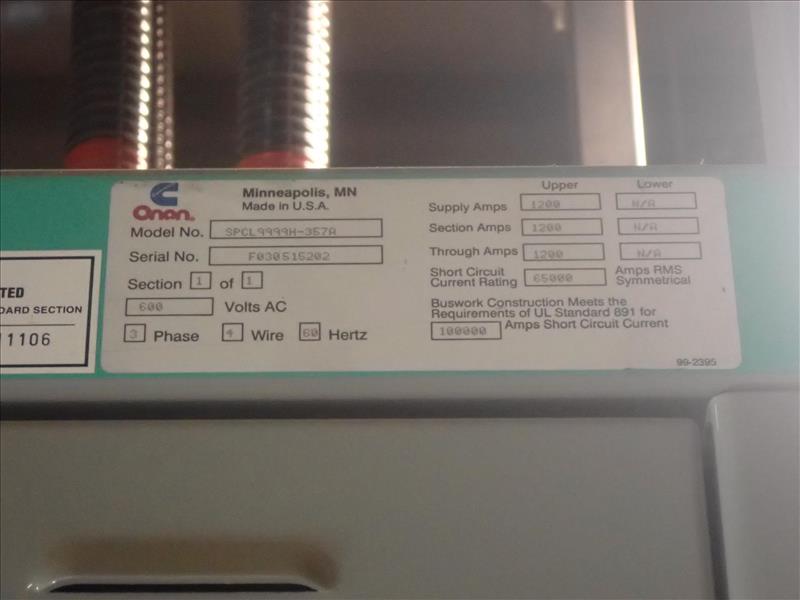 Onan.
Minneapolis, MN
Made in U.S.A.
Model No. SPCL9999H-357A
Serial No. F030515202
Section 1 of 1
600 Volts AC
3 Phase 4 Wire 60 Hertz
Upper Lower
Supply Amps 1200 N/A
Section Amps 1200 N/A
Through Amps 1200 N/A
Short Circuit
Current Rating 65000 Amps RMS
Symmetrical
Buswork Construction Meets the
Requirements of UL Standard 891 for
100000 Amps Short Circuit Current
99-2395
TED
OARD SECTION
11106